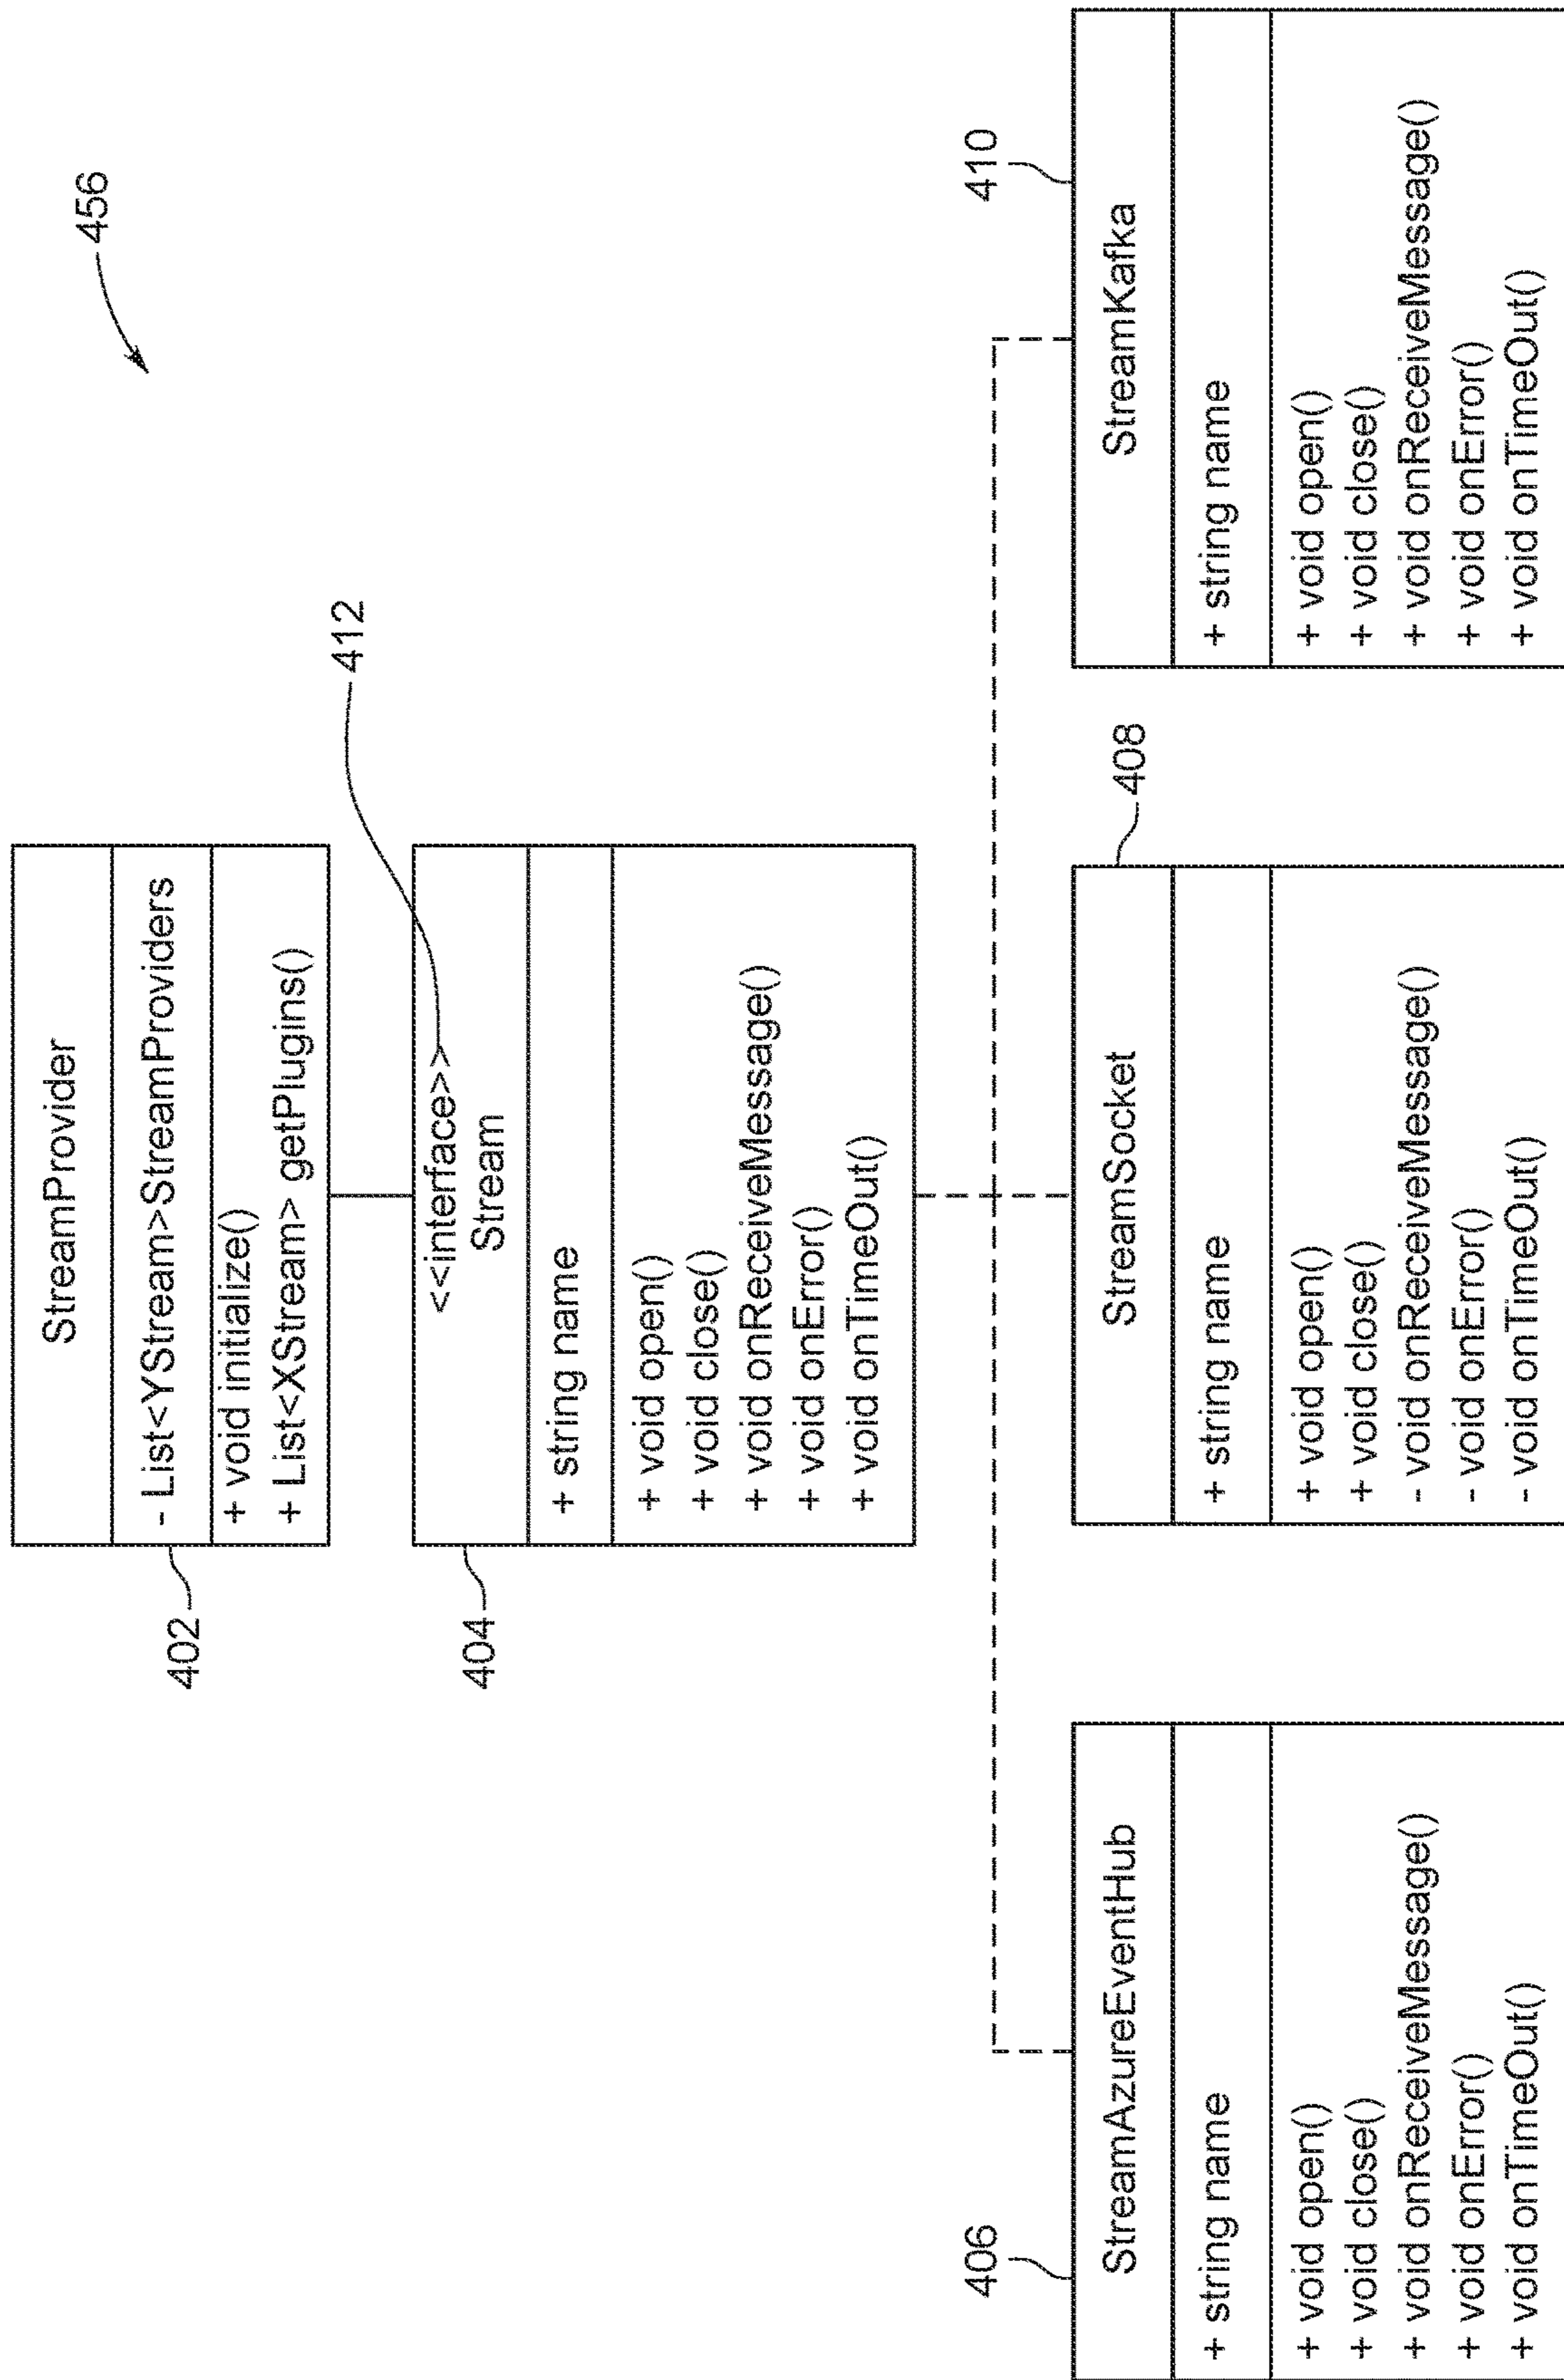 456
StreamProvider
- List<YStream>StreamProviders
+ void initialize()
+ List<XStream> getPlugins()
402
412
<<interface>>
Stream
+ string name
+ void open()
+ void close()
+ void onReceiveMessage()
+ void onError()
+ void onTimeOut()
404
406
StreamAzureEventHub
+ string name
+ void open()
+ void close()
+ void onReceiveMessage()
+ void onError()
+ void onTimeOut()
408
StreamSocket
+ string name
+ void open()
+ void close()
- void onReceiveMessage()
- void onError()
- void onTimeOut()
410
StreamKafka
+ string name
+ void open()
+ void close()
+ void onReceiveMessage()
+ void onError()
+ void onTimeOut()